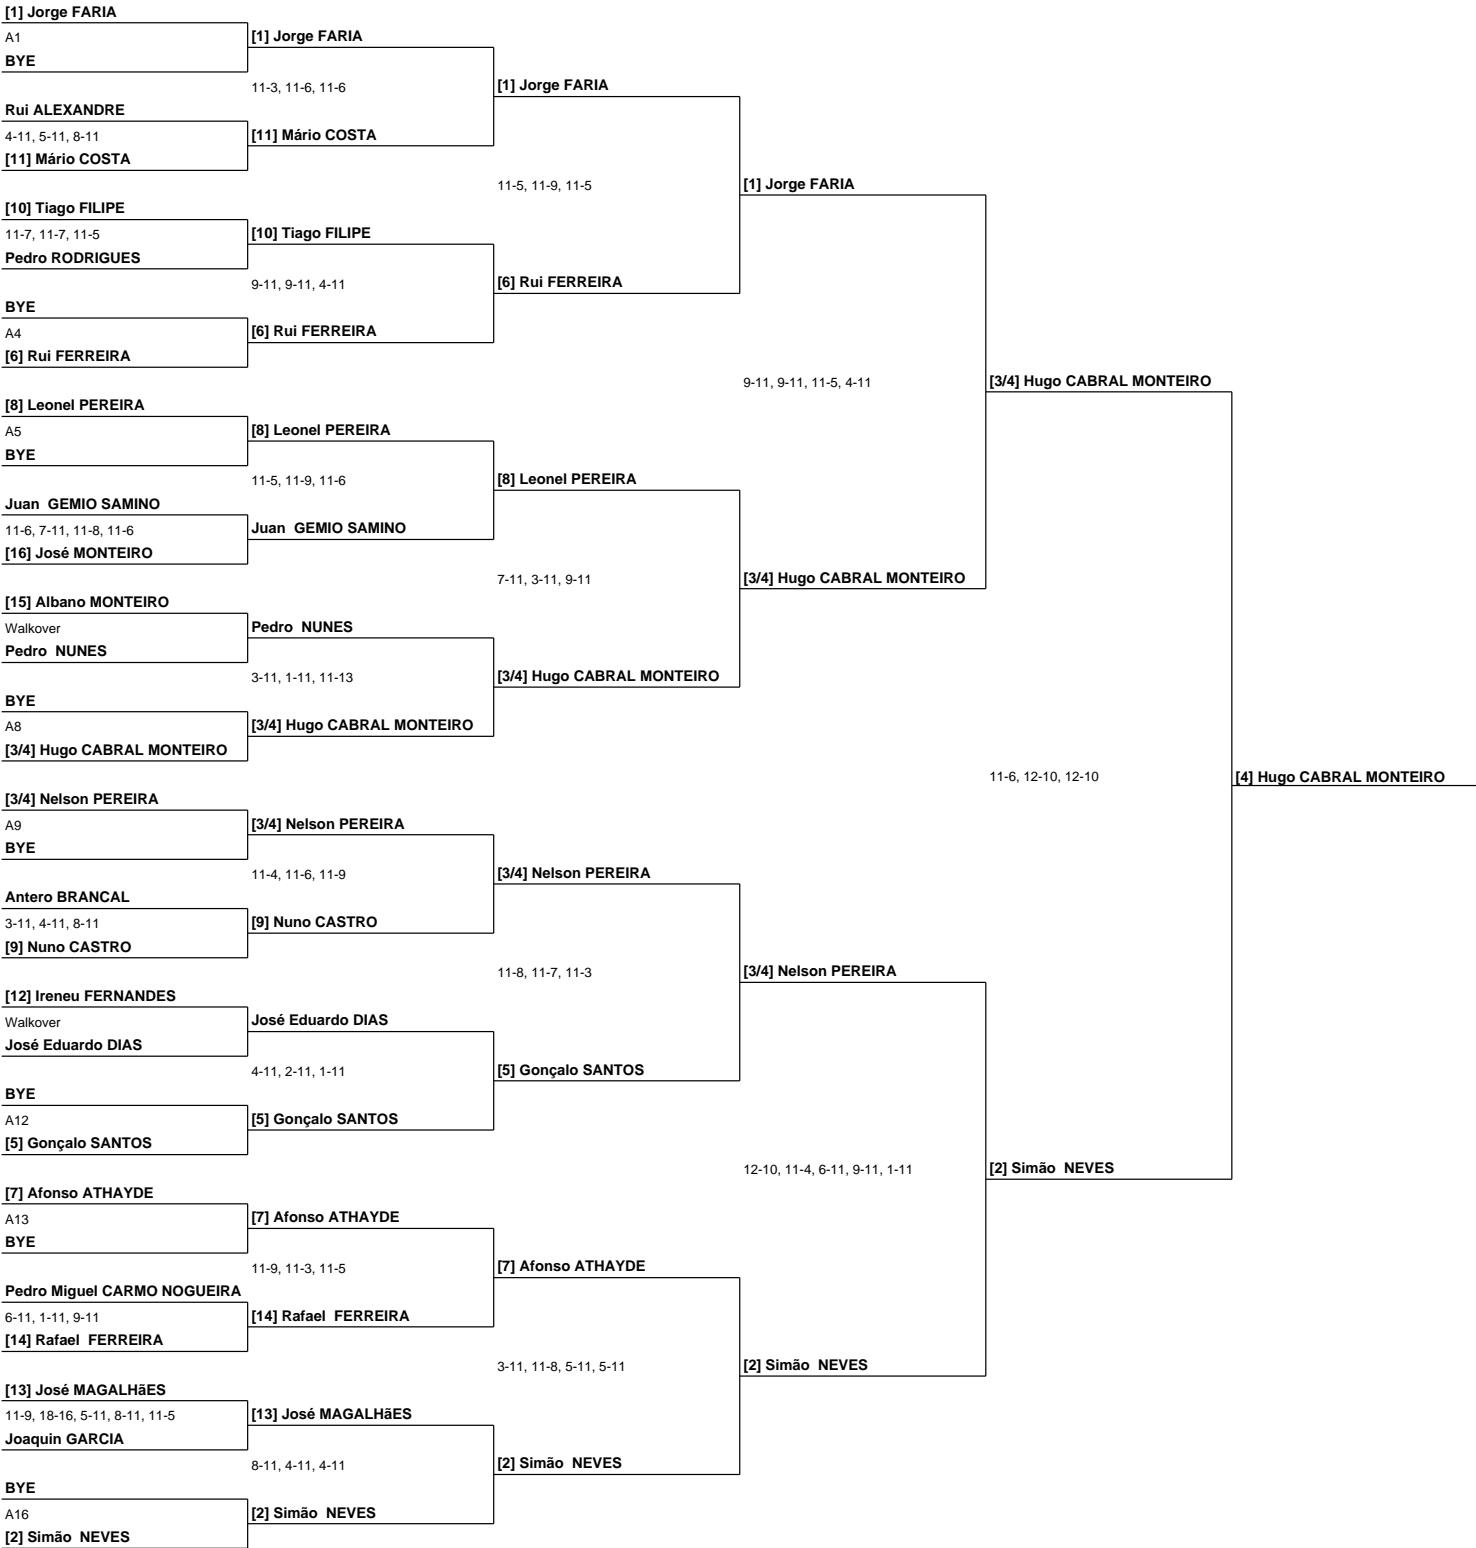 [1] Jorge FARIA
A1
[1] Jorge FARIA
BYE
11-3, 11-6, 11-6
[1] Jorge FARIA
Rui ALEXANDRE
4-11, 5-11, 8-11
[11] Mário COSTA
[11] Mário COSTA
11-5, 11-9, 11-5
[1] Jorge FARIA
[10] Tiago FILIPE
11-7, 11-7, 11-5
[10] Tiago FILIPE
Pedro RODRIGUES
9-11, 9-11, 4-11
[6] Rui FERREIRA
BYE
A4
[6] Rui FERREIRA
[6] Rui FERREIRA
9-11, 9-11, 11-5, 4-11
[3/4] Hugo CABRAL MONTEIRO
[8] Leonel PEREIRA
A5
[8] Leonel PEREIRA
BYE
11-5, 11-9, 11-6
[8] Leonel PEREIRA
Juan  GEMIO SAMINO
11-6, 7-11, 11-8, 11-6
Juan  GEMIO SAMINO
[16] José MONTEIRO
7-11, 3-11, 9-11
[3/4] Hugo CABRAL MONTEIRO
[15] Albano MONTEIRO
Walkover
Pedro  NUNES
Pedro  NUNES
3-11, 1-11, 11-13
[3/4] Hugo CABRAL MONTEIRO
BYE
A8
[3/4] Hugo CABRAL MONTEIRO
[3/4] Hugo CABRAL MONTEIRO
11-6, 12-10, 12-10
[4] Hugo CABRAL MONTEIRO
[3/4] Nelson PEREIRA
A9
[3/4] Nelson PEREIRA
BYE
11-4, 11-6, 11-9
[3/4] Nelson PEREIRA
Antero BRANCAL
3-11, 4-11, 8-11
[9] Nuno CASTRO
[9] Nuno CASTRO
11-8, 11-7, 11-3
[3/4] Nelson PEREIRA
[12] Ireneu FERNANDES
Walkover
José Eduardo DIAS
José Eduardo DIAS
4-11, 2-11, 1-11
[5] Gonçalo SANTOS
BYE
A12
[5] Gonçalo SANTOS
[5] Gonçalo SANTOS
12-10, 11-4, 6-11, 9-11, 1-11
[2] Simão  NEVES
[7] Afonso ATHAYDE
A13
[7] Afonso ATHAYDE
BYE
11-9, 11-3, 11-5
[7] Afonso ATHAYDE
Pedro Miguel CARMO NOGUEIRA
6-11, 1-11, 9-11
[14] Rafael  FERREIRA
[14] Rafael  FERREIRA
3-11, 11-8, 5-11, 5-11
[2] Simão  NEVES
[13] José MAGALHãES
11-9, 18-16, 5-11, 8-11, 11-5
[13] José MAGALHãES
Joaquin GARCIA
8-11, 4-11, 4-11
[2] Simão  NEVES
BYE
A16
[2] Simão  NEVES
[2] Simão  NEVES